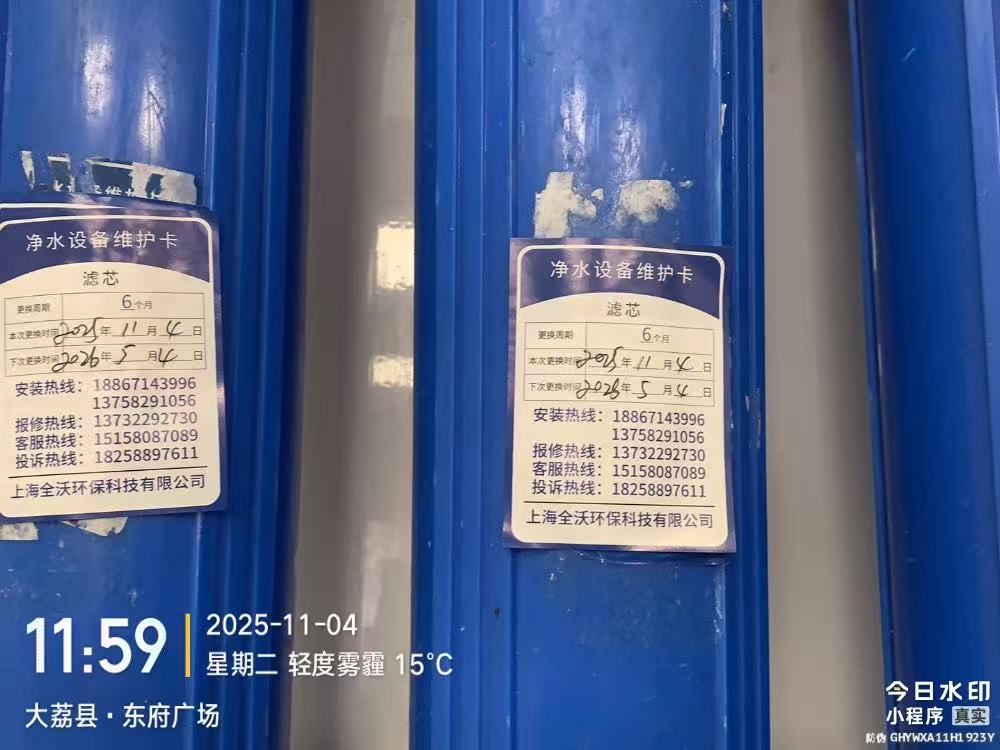 净水设备维护卡
滤芯
更换周期 6个月
本次更换时间 2025年 11月 4日
下次更换时间 2026年 5月 4日
安装热线：18867143996
13758291056
报修热线：13732292730
客服热线：15158087089
投诉热线：18258897611
上海全沃环保科技有限公司
净水设备维护卡
滤芯
更换周期 6个月
本次更换时间 2025年 11月 4日
下次更换时间 2026年 5月 4日
安装热线：18867143996
13758291056
报修热线：13732292730
客服热线：15158087089
投诉热线：18258897611
上海全沃环保科技有限公司
11:59
2025-11-04
星期二 轻度雾霾 15°C
大荔县·东府广场
今日水印
小程序 真实
防伪 GHYWXA11H1923Y